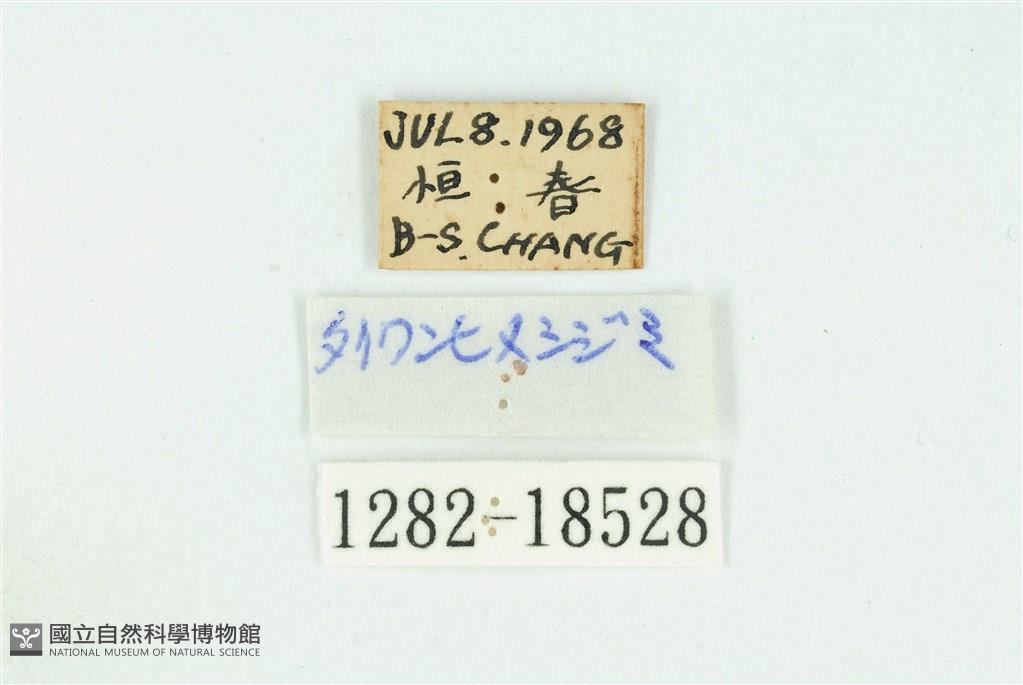 JUL 8. 1968
恒 春
B-S. CHANG
タイワンヒメシジミ
1282-18528
國立自然科學博物館
NATIONAL MUSEUM OF NATURAL SCIENCE